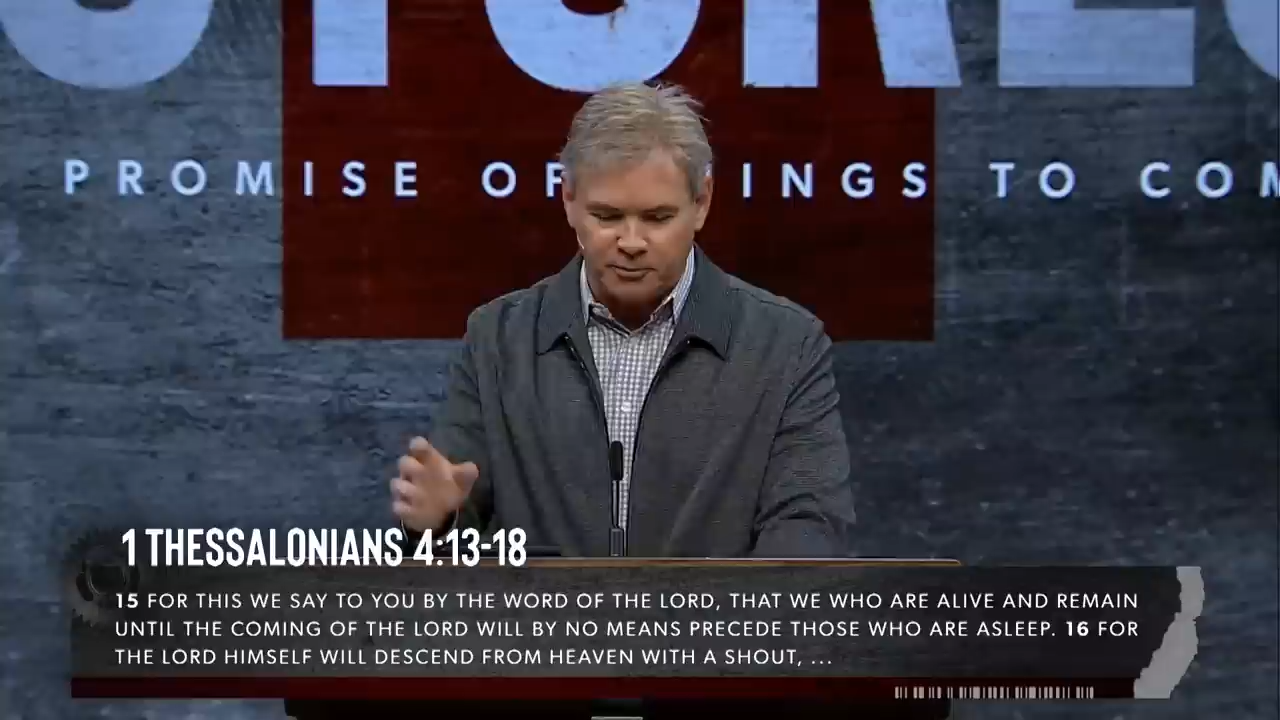 PROMISE OF INGS TO COM
1 THESSALONIANS 4:13-18
15 FOR THIS WE SAY TO YOU BY THE WORD OF THE LORD, THAT WE WHO ARE ALIVE AND REMAIN
UNTIL THE COMING OF THE LORD WILL BY NO MEANS PRECEDE THOSE WHO ARE ASLEEP. 16 FOR
THE LORD HIMSELF WILL DESCEND FROM HEAVEN WITH A SHOUT, ...